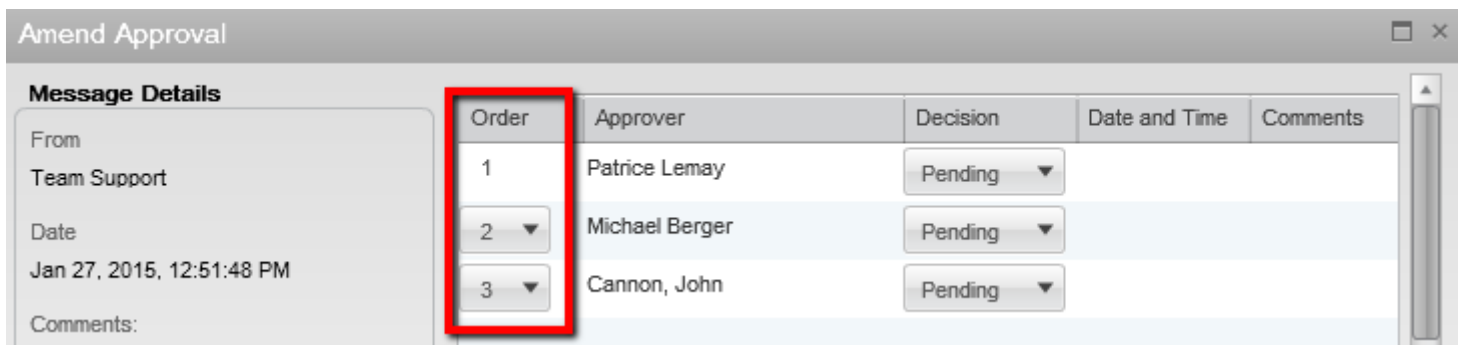 Amend Approval
Message Details
From
Team Support
Date
Jan 27, 2015, 12:51:48 PM
Comments:
Order Approver Decision Date and Time Comments
1 Patrice Lemay Pending
2 Michael Berger Pending
3 Cannon, John Pending